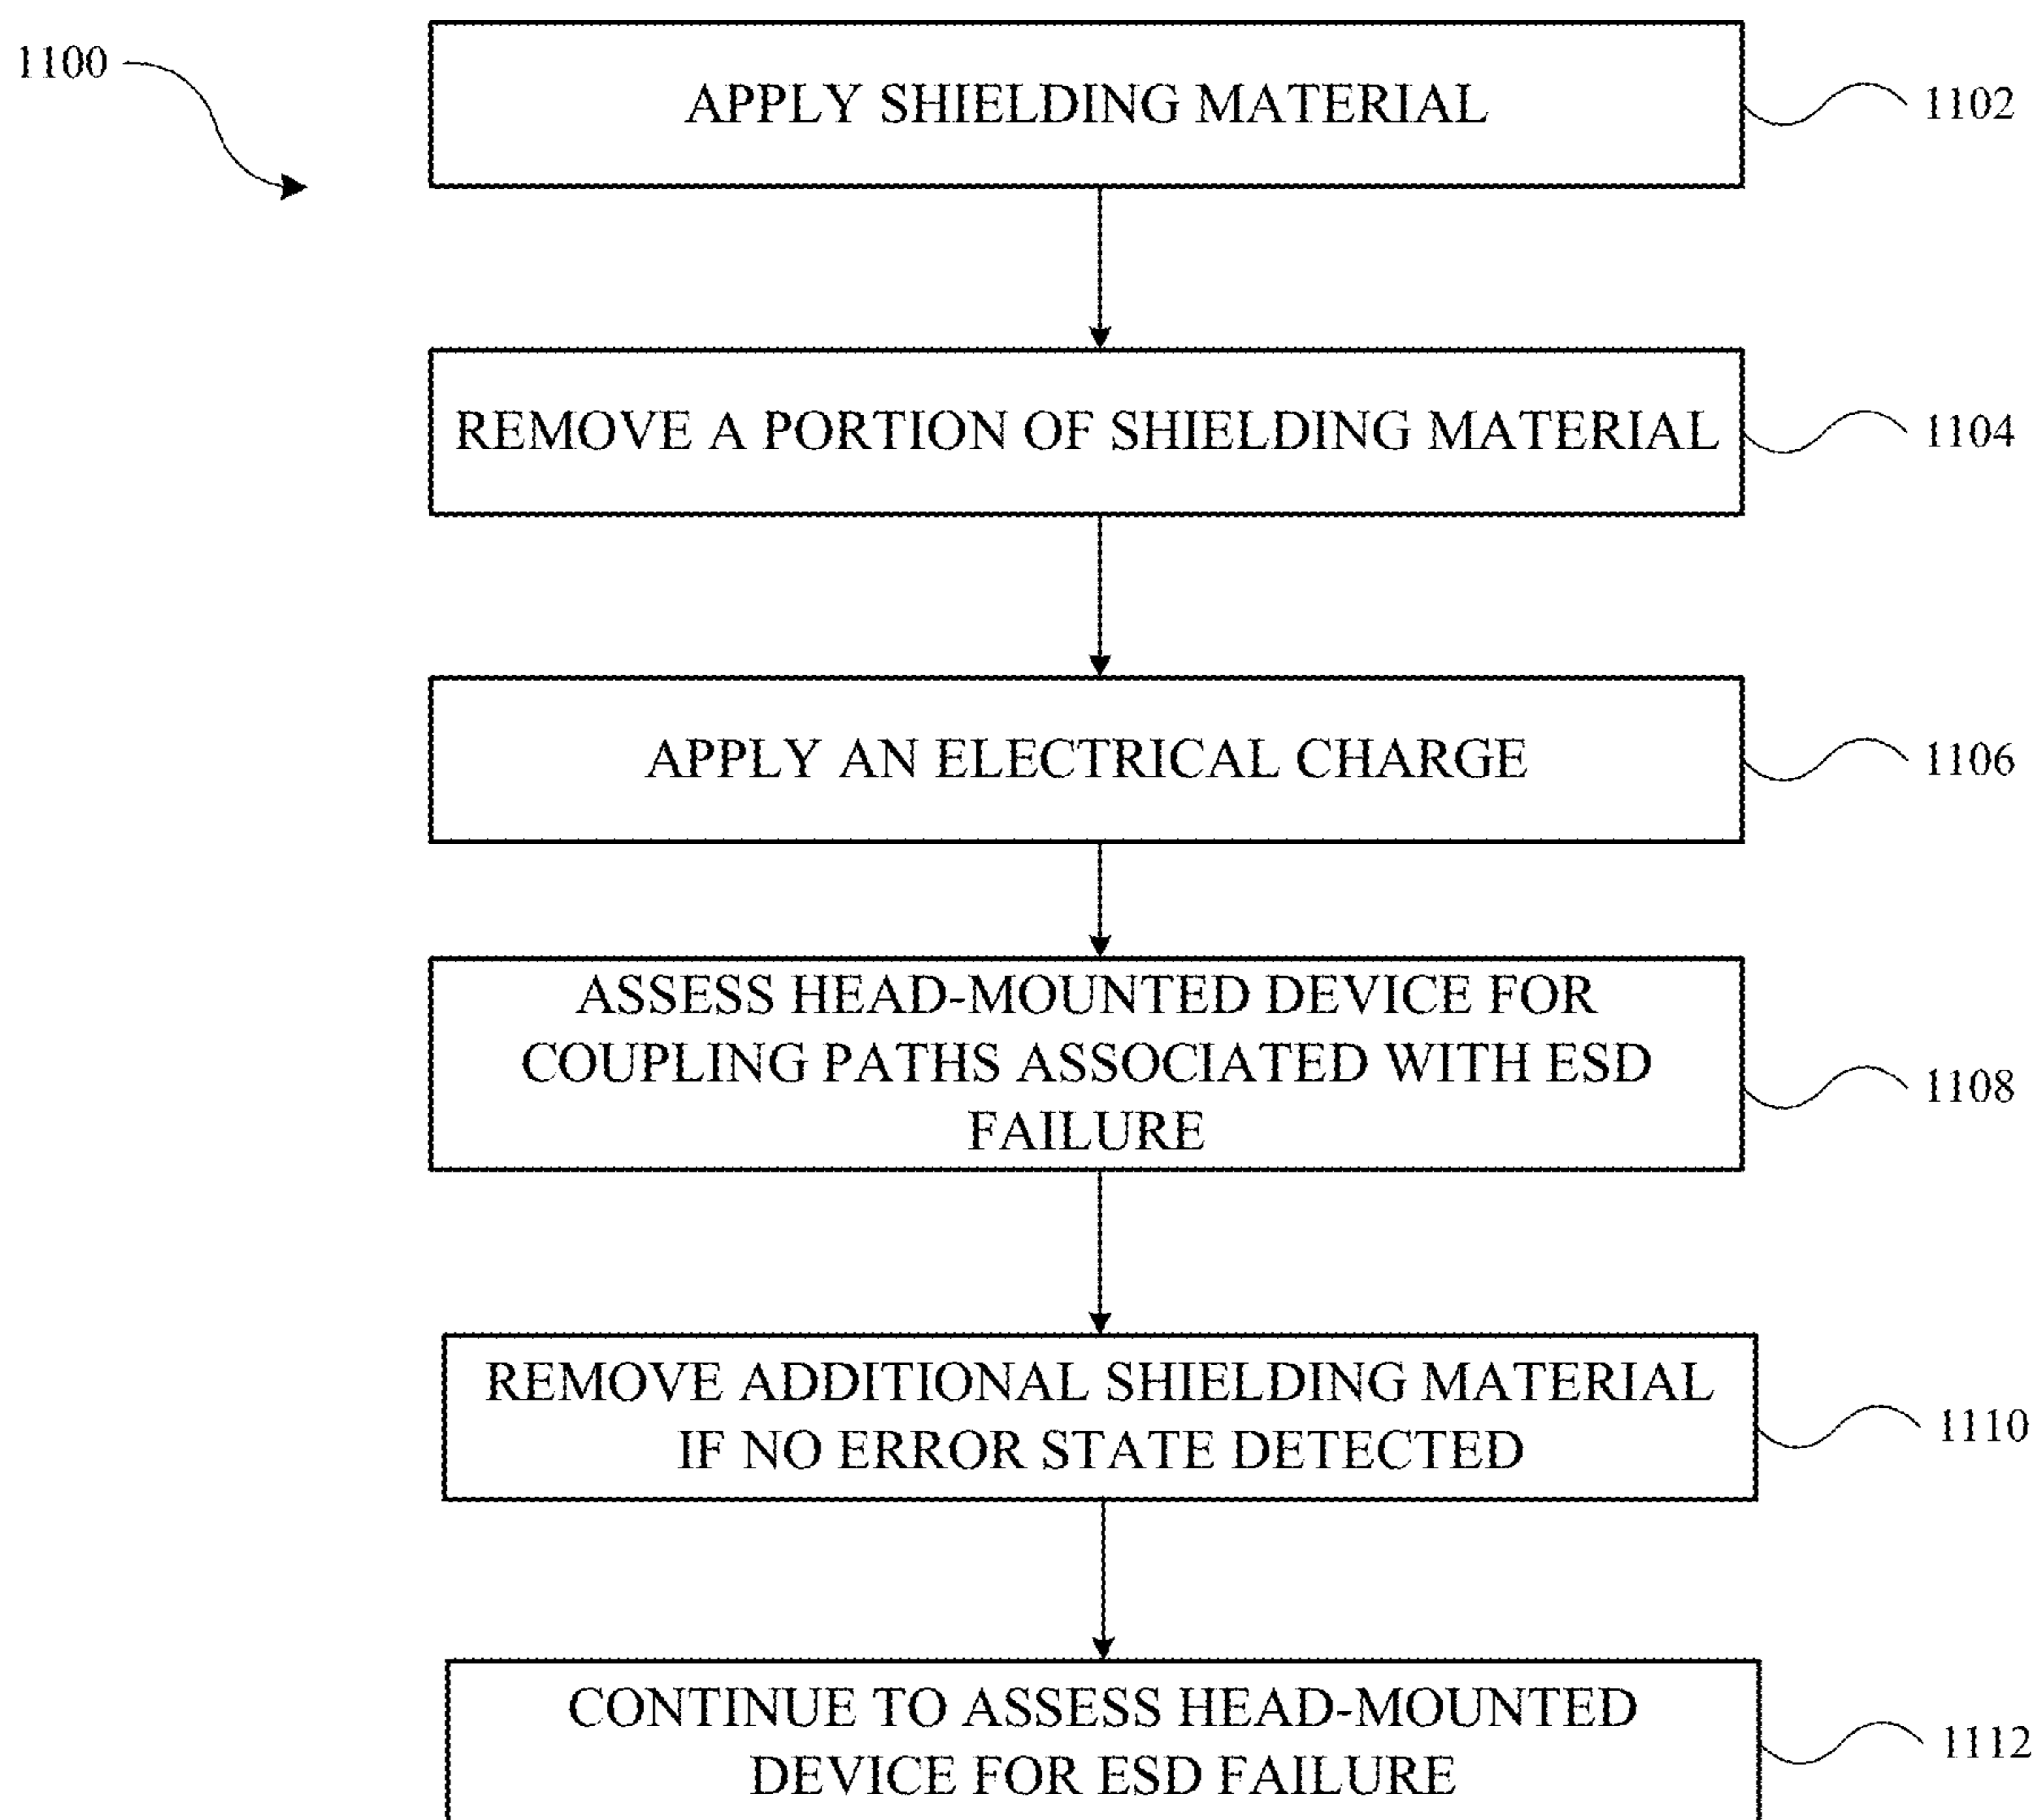 1100
APPLY SHIELDING MATERIAL
1102
REMOVE A PORTION OF SHIELDING MATERIAL
1104
APPLY AN ELECTRICAL CHARGE
1106
ASSESS HEAD-MOUNTED DEVICE FOR
COUPLING PATHS ASSOCIATED WITH ESD
FAILURE
1108
REMOVE ADDITIONAL SHIELDING MATERIAL
IF NO ERROR STATE DETECTED
1110
CONTINUE TO ASSESS HEAD-MOUNTED
DEVICE FOR ESD FAILURE
1112